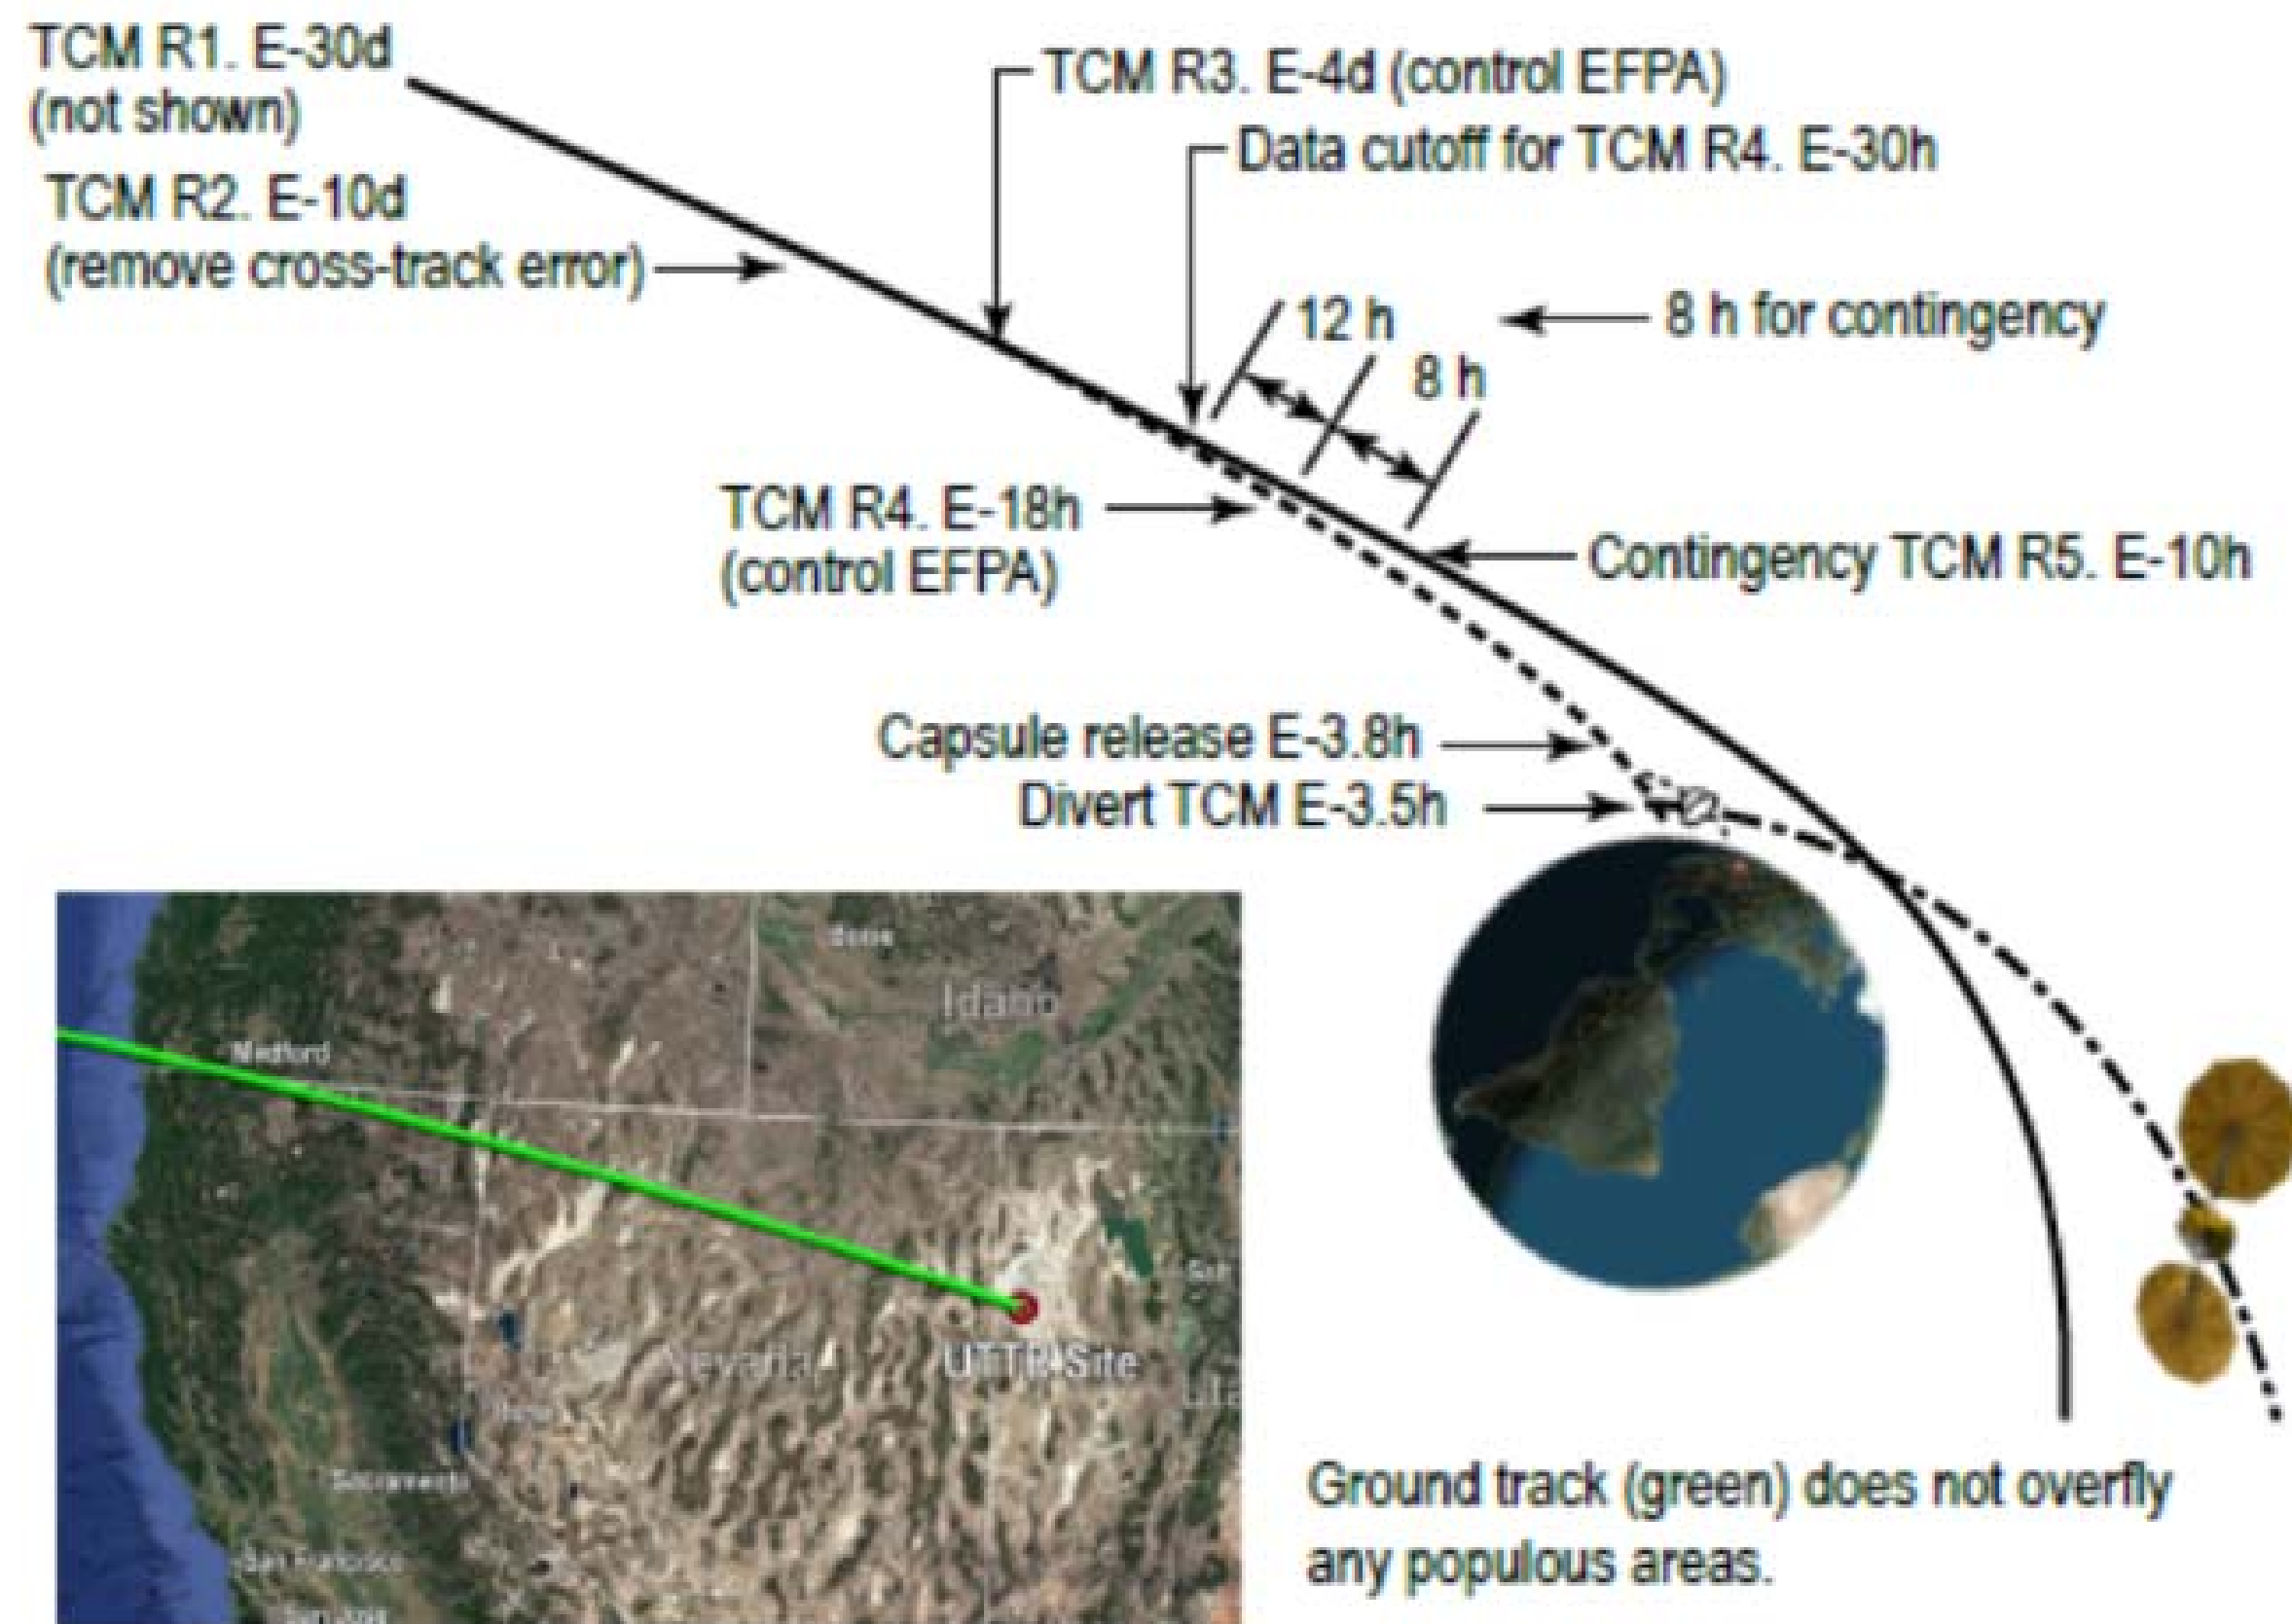 TCM R1. E-30d
(not shown)
TCM R2. E-10d
(remove cross-track error)
TCM R3. E-4d (control EFPA)
Data cutoff for TCM R4. E-30h
12 h
8 h for contingency
8 h
TCM R4. E-18h
(control EFPA)
Contingency TCM R5. E-10h
Capsule release E-3.8h
Divert TCM E-3.5h
Boise
Idaho
Medford
Nevada
UTTR Site
Sacramento
San Francisco
Ground track (green) does not overfly
any populous areas.